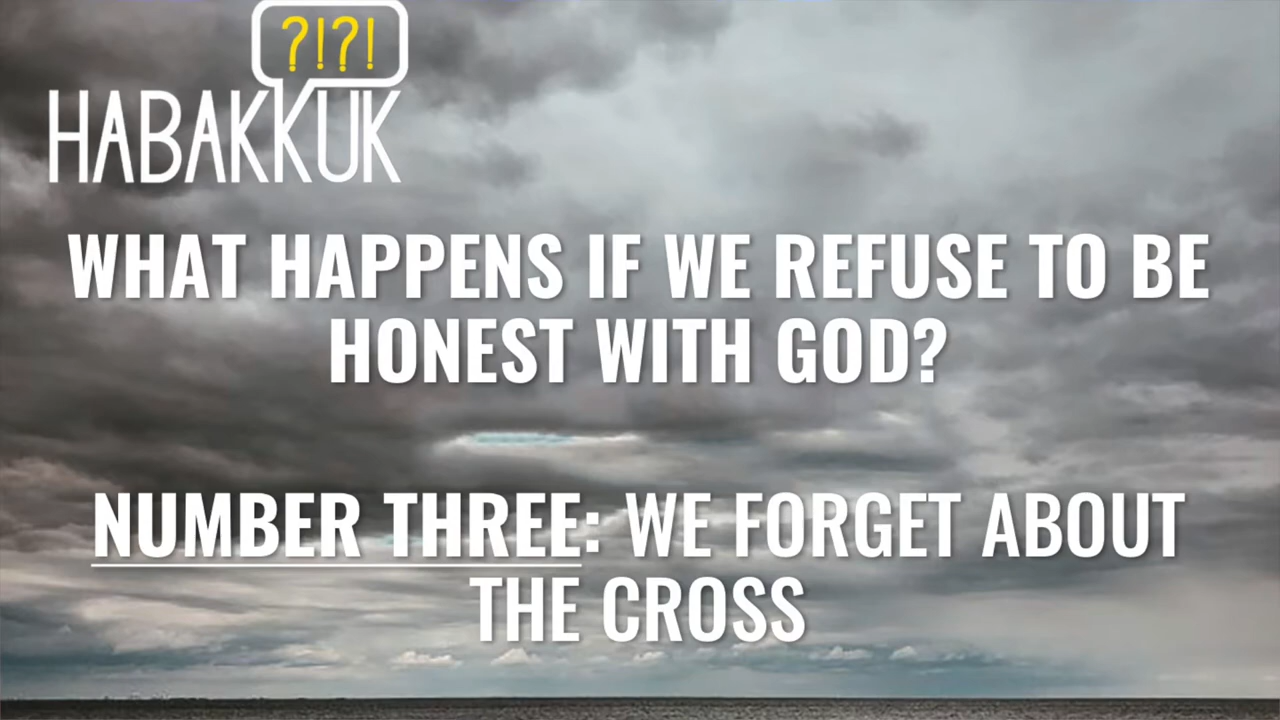 ?!?!
HABAKKUK
WHAT HAPPENS IF WE REFUSE TO BE
HONEST WITH GOD?
NUMBER THREE: WE FORGET ABOUT
THE CROSS